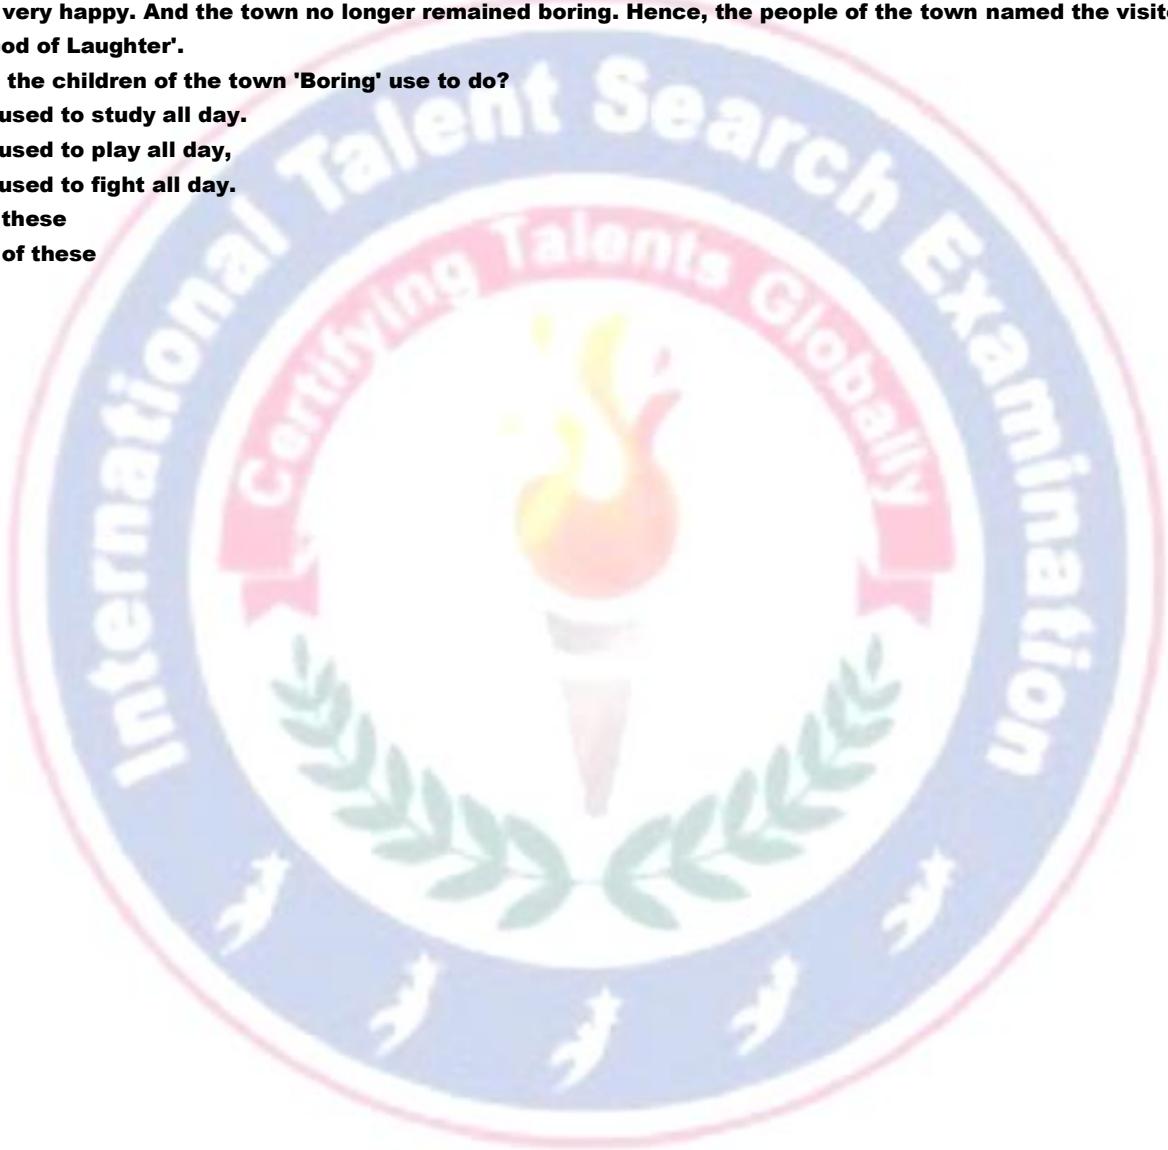 very happy. And the town no longer remained boring. Hence, the people of the town named the
of Laughter'.
the children of the town 'Boring' use to do?
used to study all day.
used to play all day,
used to fight all day.
these
of these
International Talent Search Examination
Certifying Talents Globally